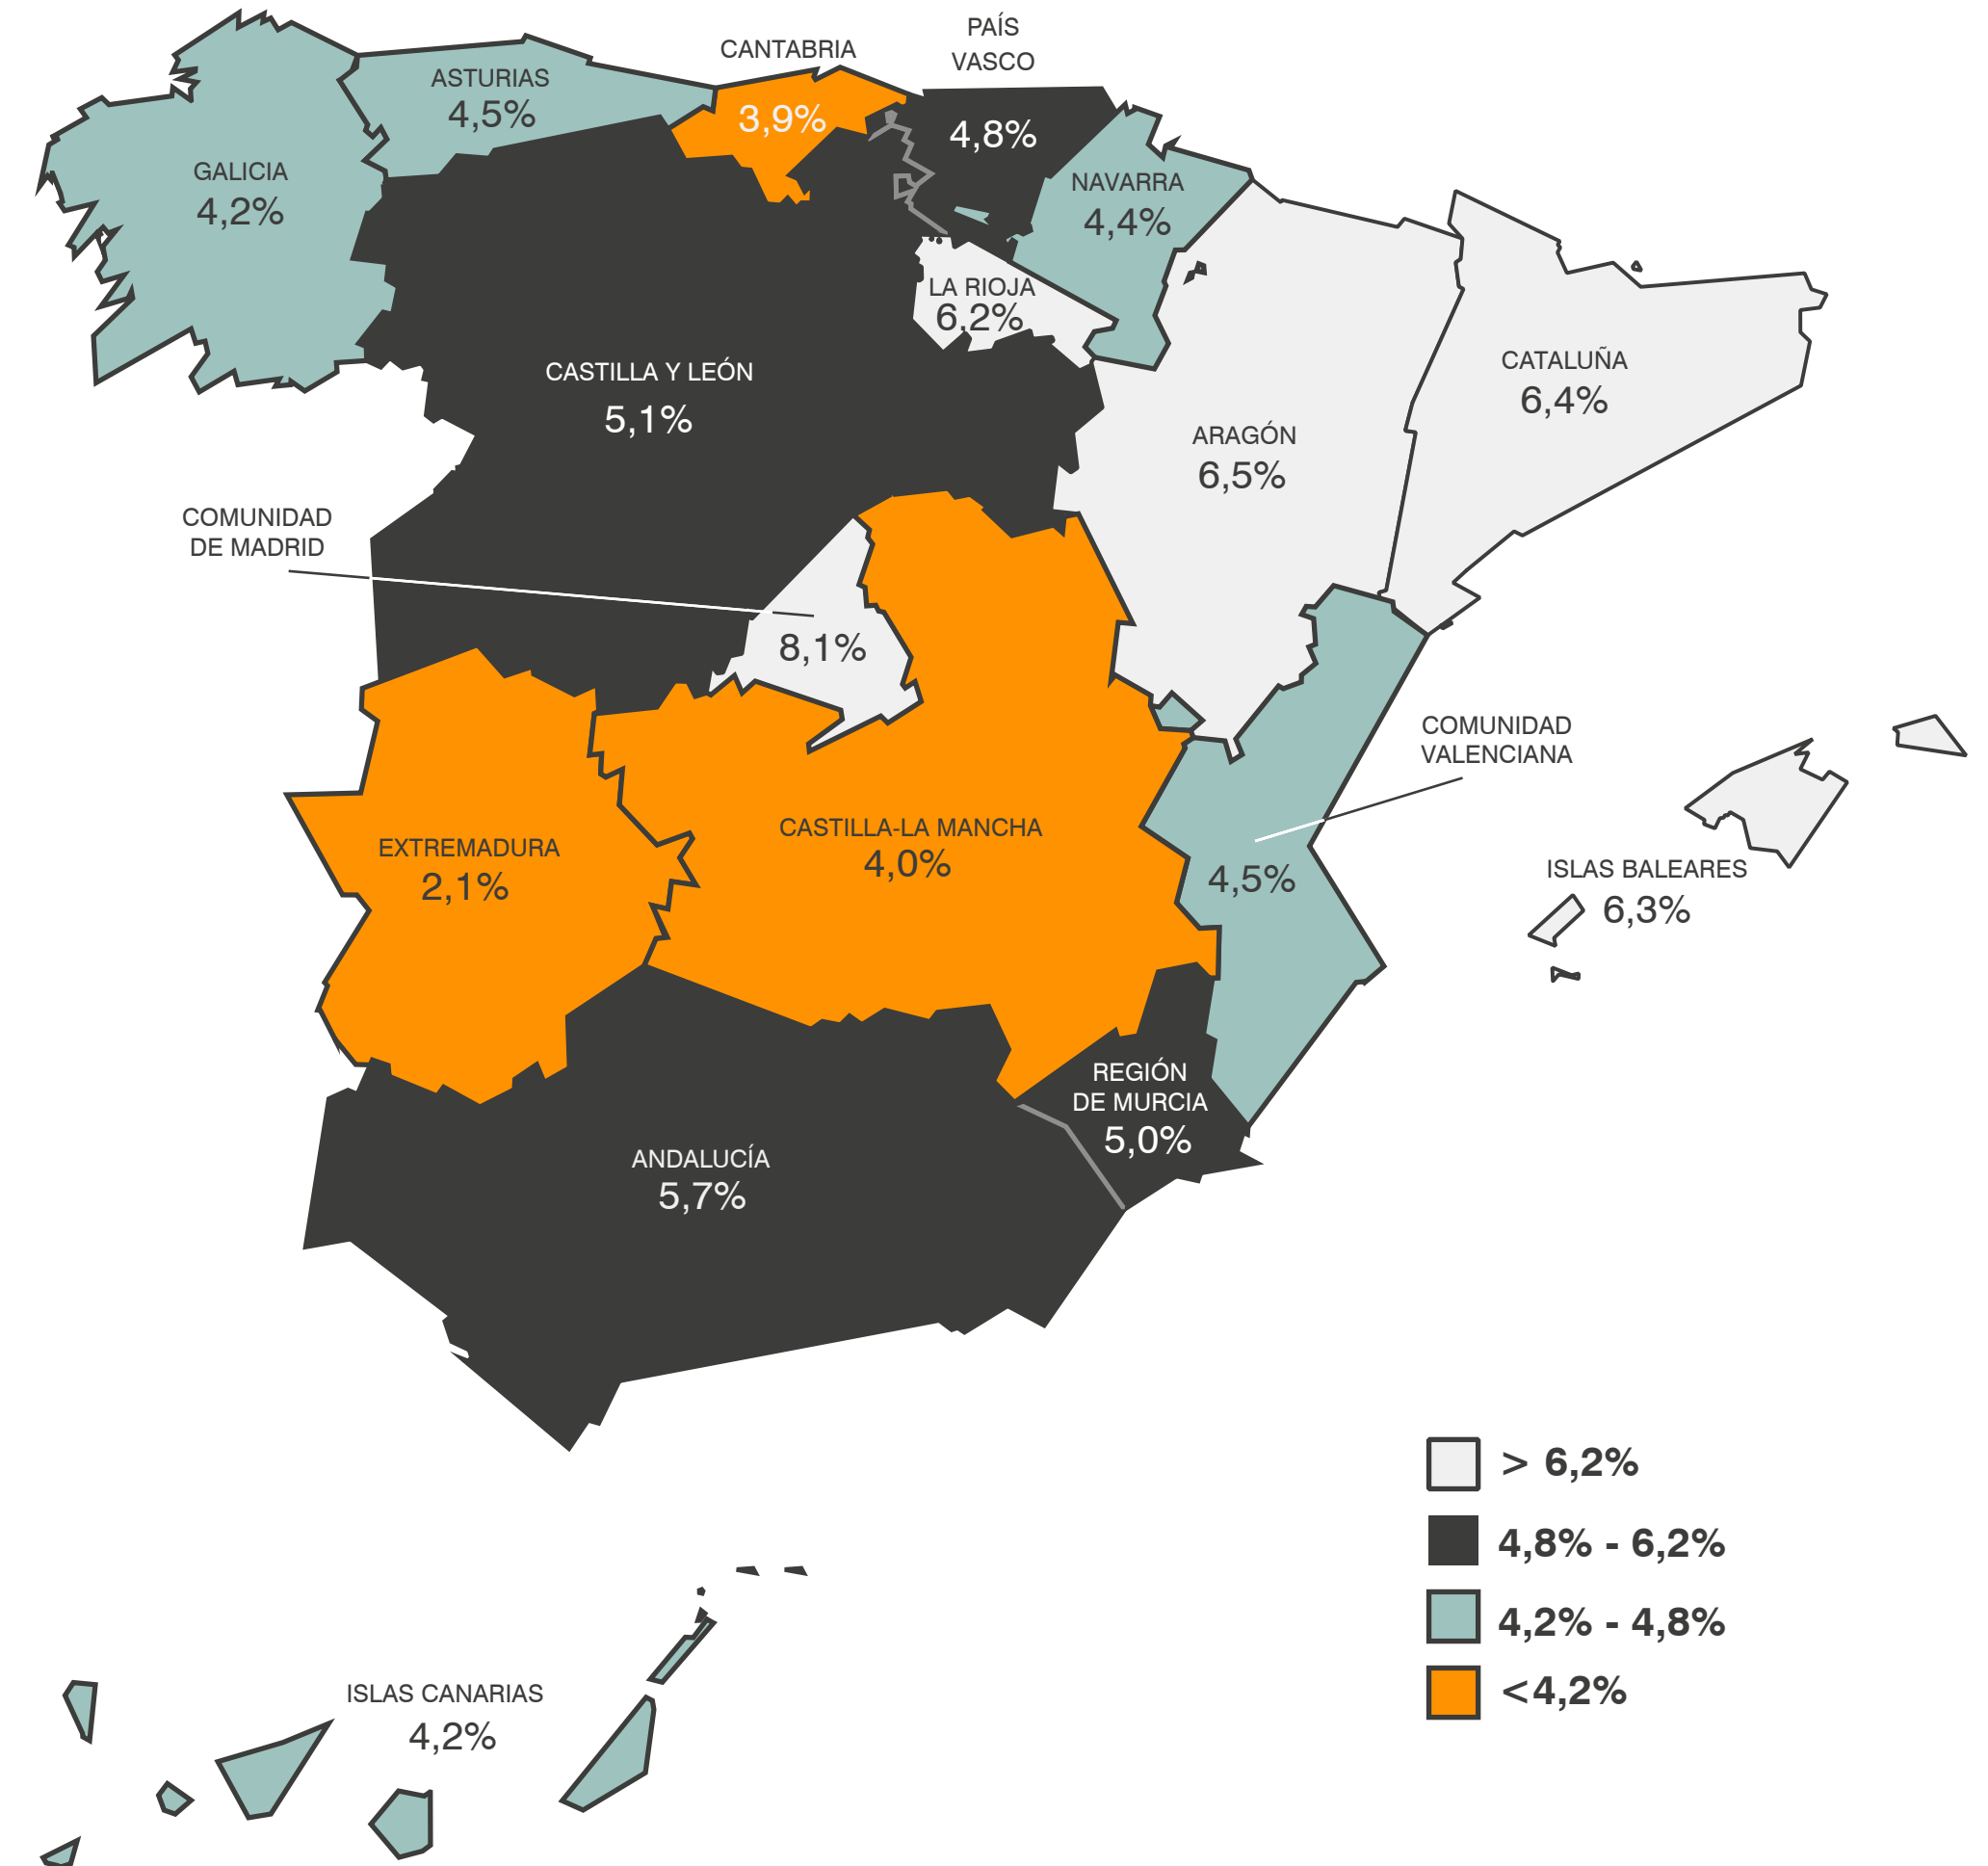 PAÍS
VASCO
4,8%
CANTABRIA
3,9%
ASTURIAS
4,5%
GALICIA
4,2%
NAVARRA
4,4%
LA RIOJA
6,2%
CASTILLA Y LEÓN
5,1%
CATALUÑA
6,4%
ARAGÓN
6,5%
COMUNIDAD
DE MADRID
8,1%
COMUNIDAD
VALENCIANA
4,5%
CASTILLA-LA MANCHA
4,0%
EXTREMADURA
2,1%
ISLAS BALEARES
6,3%
REGIÓN
DE MURCIA
5,0%
ANDALUCÍA
5,7%
> 6,2%
4,8% - 6,2%
4,2% - 4,8%
<4,2%
ISLAS CANARIAS
4,2%